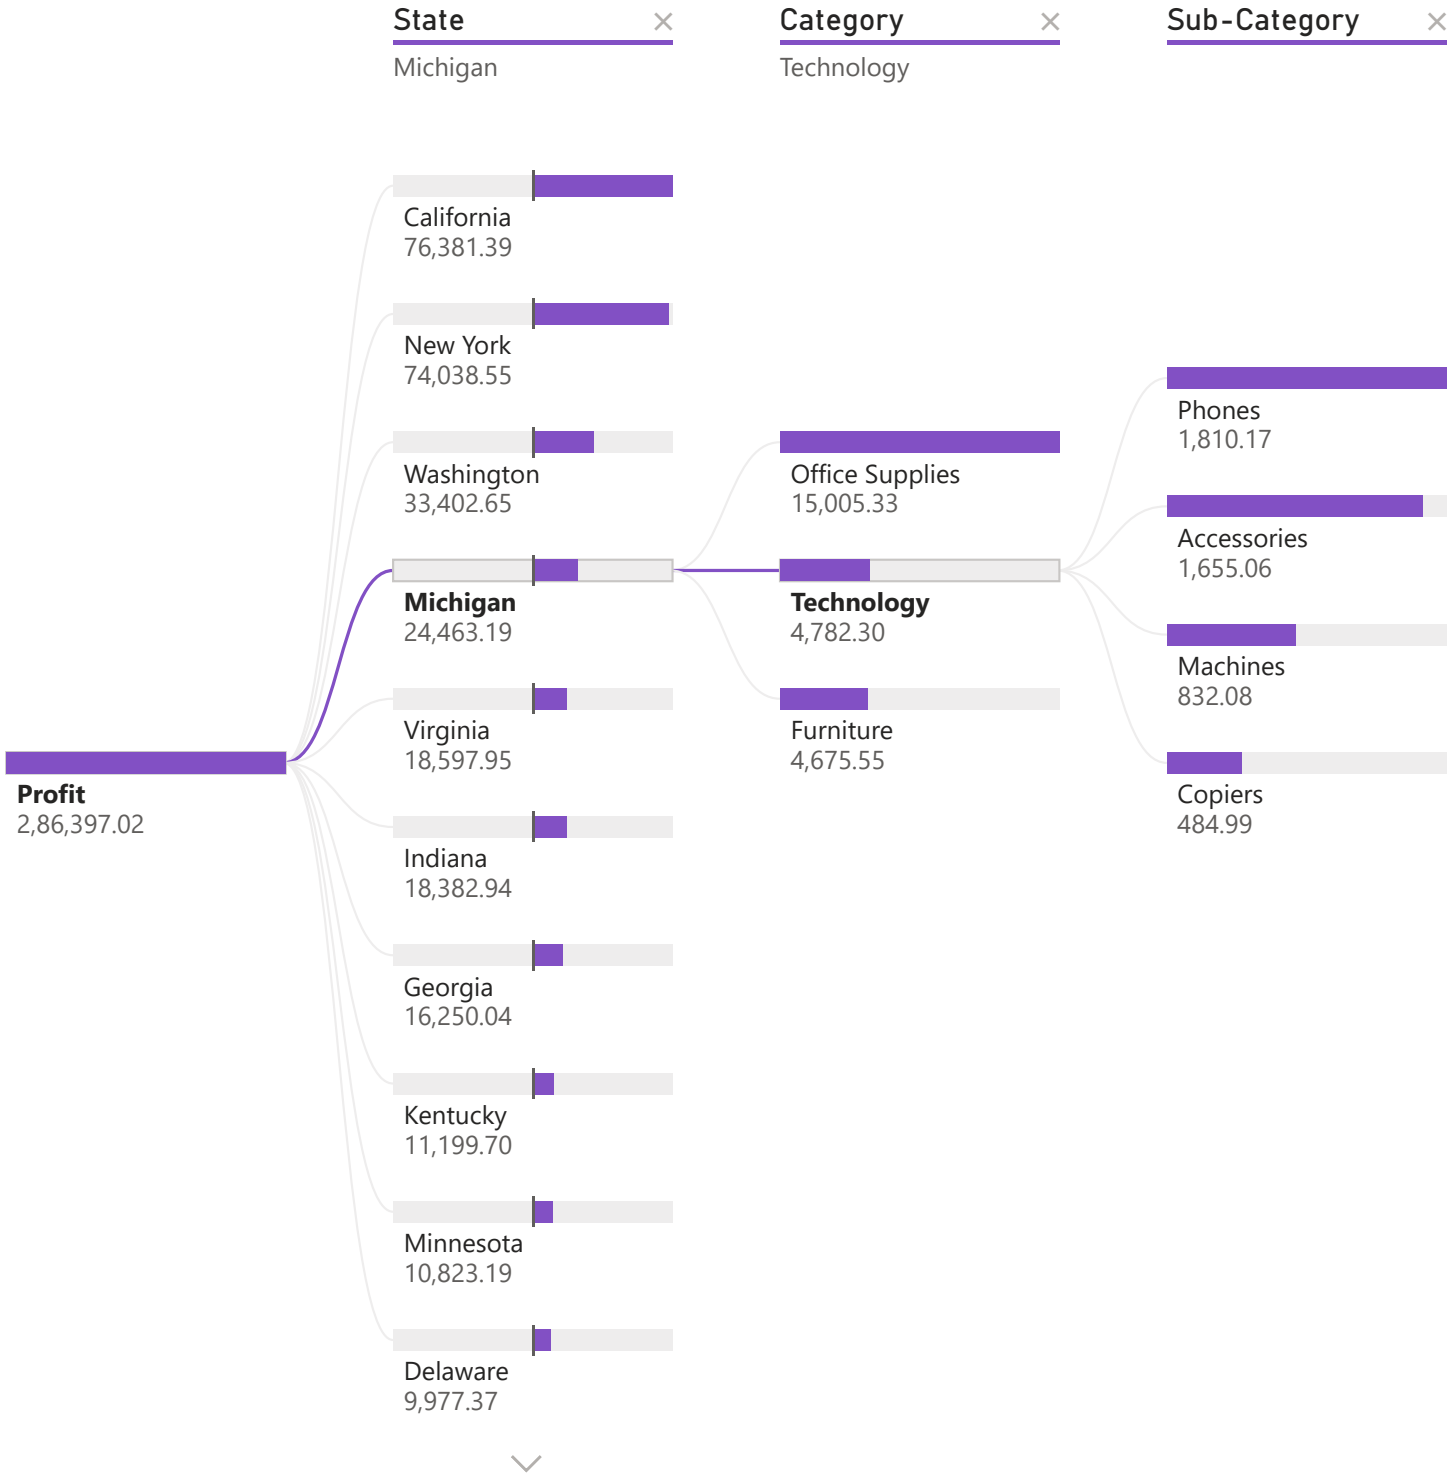 State
Category
Sub-Category
Michigan
Technology
Profit
2,86,397.02
California
76,381.39
New York
74,038.55
Washington
33,402.65
Michigan
24,463.19
Virginia
18,597.95
Indiana
18,382.94
Georgia
16,250.04
Kentucky
11,199.70
Minnesota
10,823.19
Delaware
9,977.37
Office Supplies
15,005.33
Technology
4,782.30
Furniture
4,675.55
Phones
1,810.17
Accessories
1,655.06
Machines
832.08
Copiers
484.99